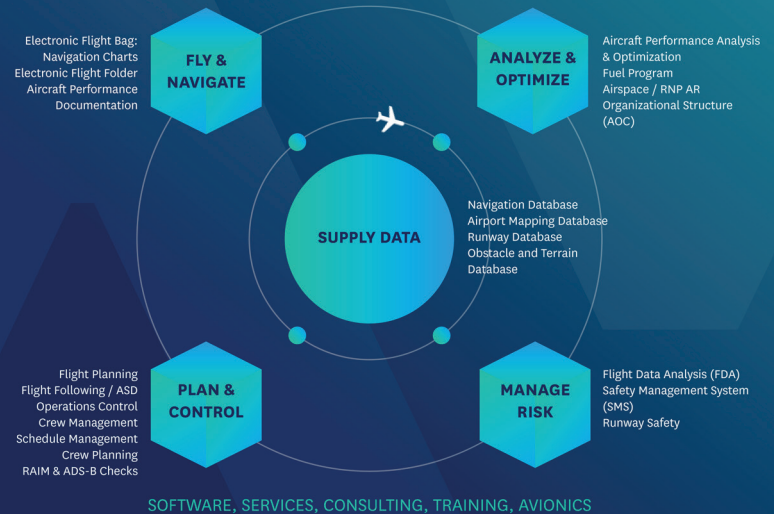 Electronic Flight Bag:
Navigation Charts
Electronic Flight Folder
Aircraft Performance
Documentation
FLY &
NAVIGATE
ANALYZE &
OPTIMIZE
Aircraft Performance Analysis
& Optimization
Fuel Program
Airspace / RNP AR
Organizational Structure
(AOC)
SUPPLY DATA
Navigation Database
Airport Mapping Database
Runway Database
Obstacle and Terrain
Database
Flight Planning
Flight Following / ASD
Operations Control
Crew Management
Schedule Management
Crew Planning
RAIM & ADS-B Checks
PLAN &
CONTROL
MANAGE
RISK
Flight Data Analysis (FDA)
Safety Management System
(SMS)
Runway Safety
SOFTWARE, SERVICES, CONSULTING, TRAINING, AVIONICS